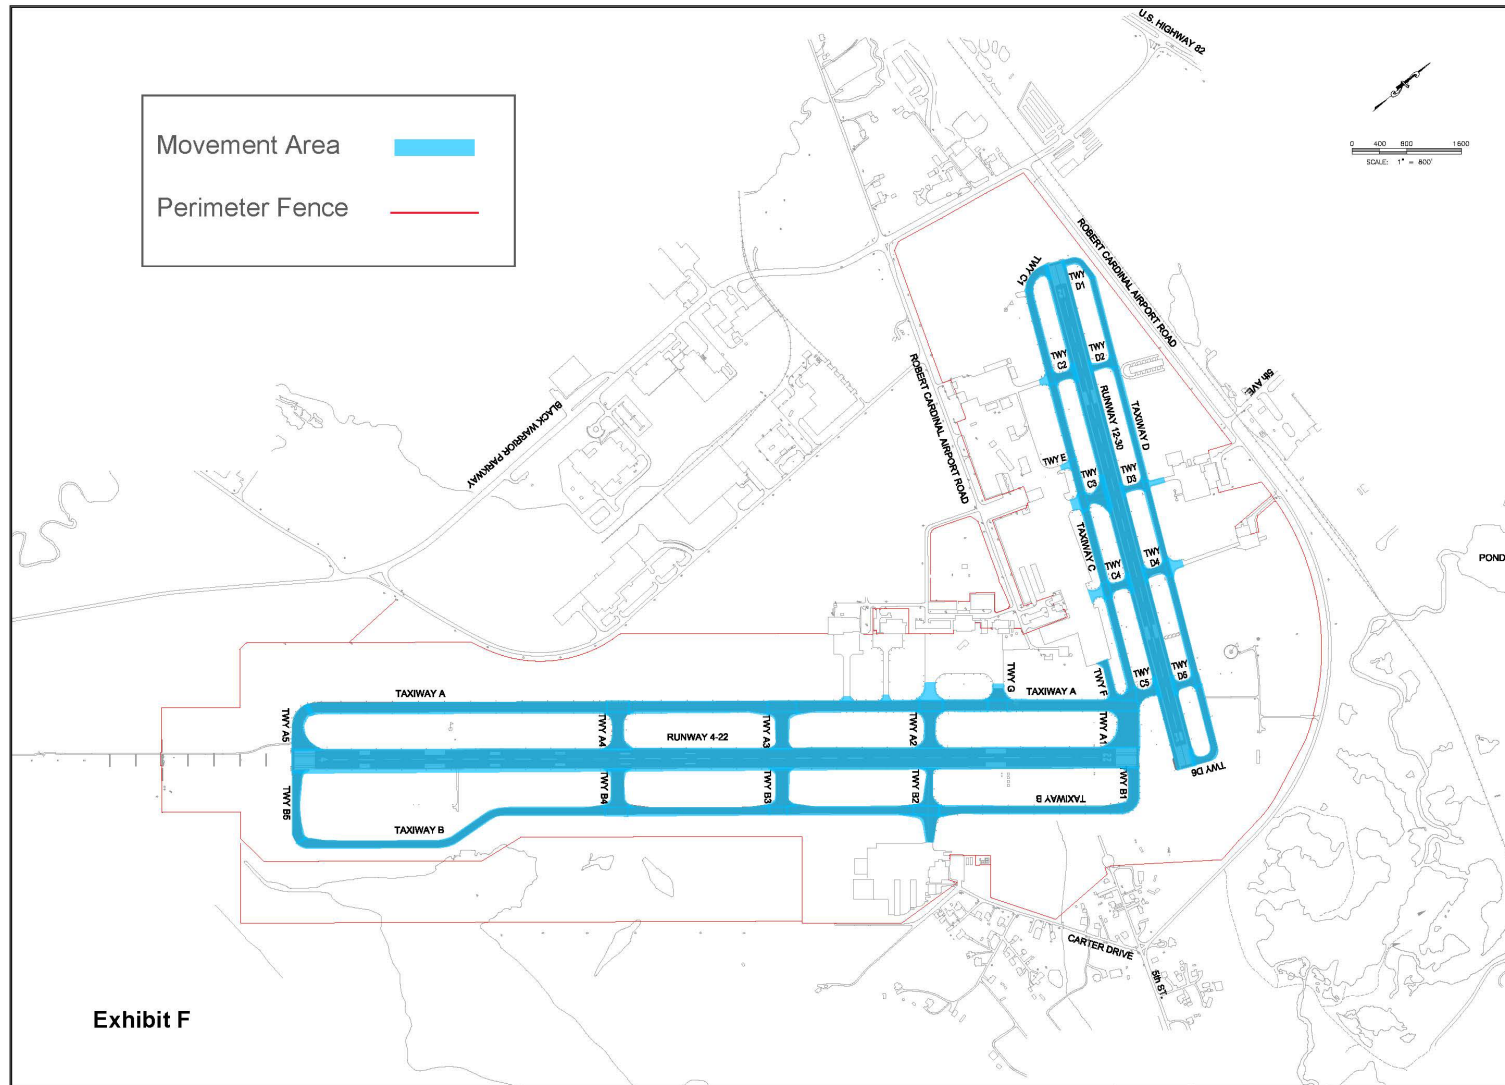 U.S. HIGHWAY 82
Movement Area
Perimeter Fence
0 400 800 1600
SCALE: 1" = 800'
ROBERT CARDINAL AIRPORT ROAD
TWY C1
TWY
D1
TWY
C2
TWY
D2
ROBERT CARDINAL AIRPORT ROAD
5th AVE
BLACK WARRIOR PARKWAY
RUNWAY 12-30
TAXIWAY D
TWY E
TWY
C3
TWY
D3
TAXIWAY C
TWY
C4
TWY
D4
POND
TWY G
TWY F
TWY
C5
TWY
D5
TAXIWAY A
TAXIWAY A
TWY A5
TWY A4
TWY A3
TWY A2
TWY A1
RUNWAY 4-22
TWY D6
TWY B5
TWY B4
TWY B3
TWY B2
TWY B1
TAXIWAY B
TAXIWAY B
CARTER DRIVE
5th ST.
Exhibit F